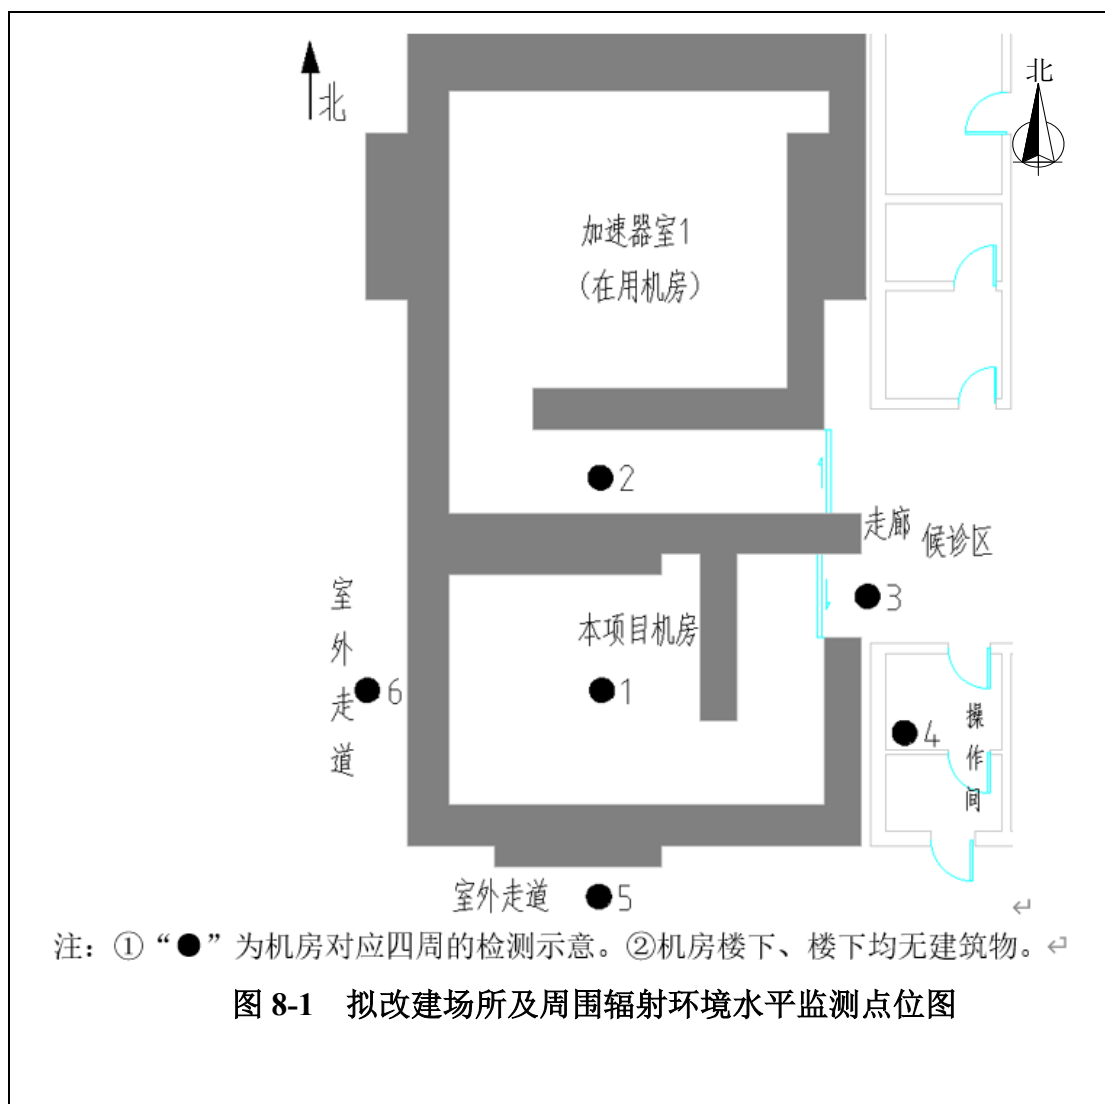 北
北
加速器室1
（在用机房）
2
走廊
候诊区
3
室外走道
6
本项目机房
1
4
操作间
室外走道
5
注：①“●”为机房对应四周的检测示意。②机房楼下、楼下均无建筑物。
图 8-1 拟改建场所及周围辐射环境水平监测点位图